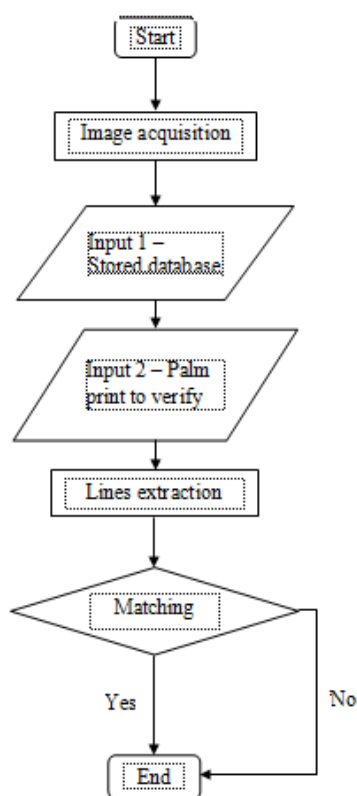 Start
Image acquisition
Input 1 –
Stored database
Input 2 – Palm
print to verify
Lines extraction
Matching
Yes
No
End